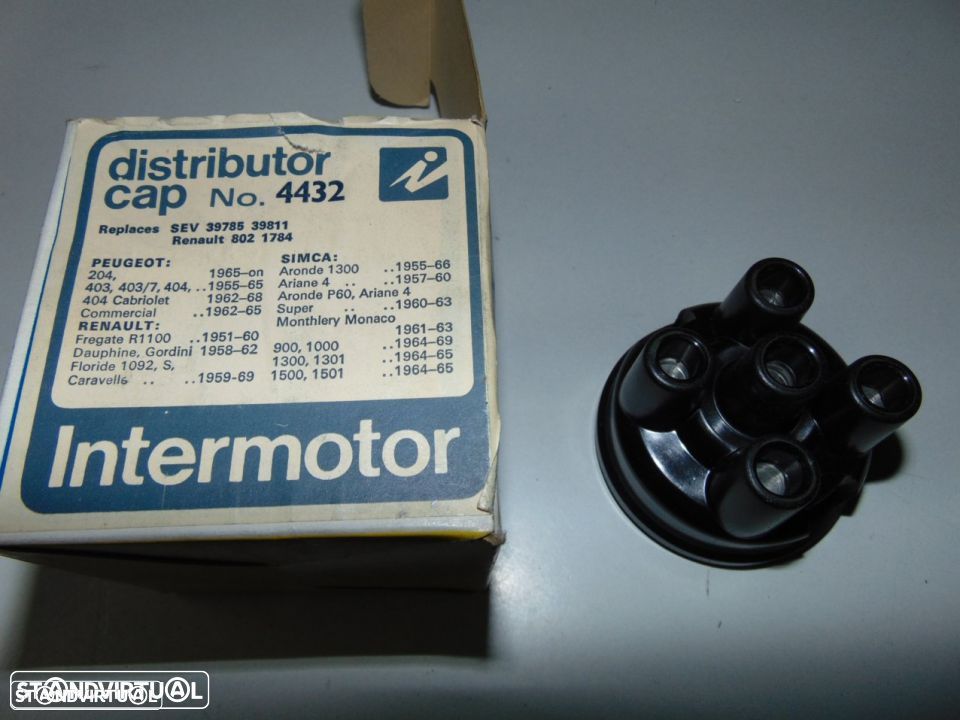 distributor
cap No. 4432
Replaces SEV 39785 39811
Renault 802 1784
PEUGEOT:
204, 1965–on
403, 403/7, 404, ..1955–65
404 Cabriolet 1962–68
Commercial ..1962–65
RENAULT:
Fregate R1100 ..1951–60
Dauphine, Gordini 1958–62
Floride 1092, S,
Caravelle .. ..1959-69
SIMCA:
Aronde 1300 ..1955–66
Ariane 4 .. ..1957–60
Aronde P60, Ariane 4
Super .. ..1960–63
Monthlery Monaco
1961–63
900, 1000 ..1964–69
1300, 1301 ..1964–65
1500, 1501 ..1964–65
Intermotor
STANDVIRTUAL
STANDVIRTUAL